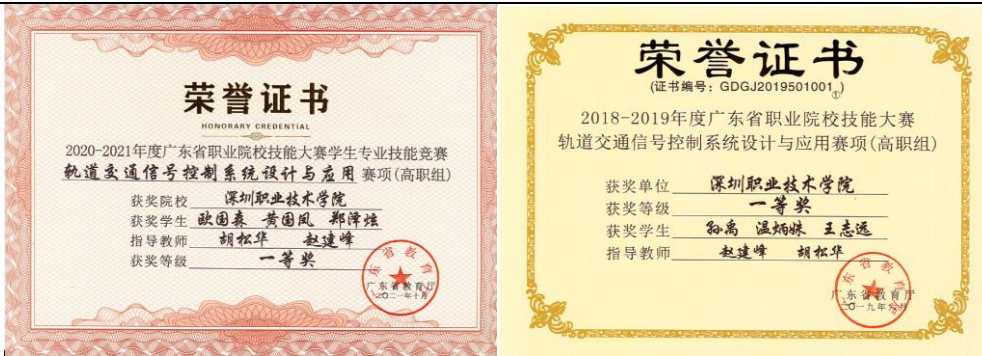 荣誉证书
HONORARY CREDENTIAL
2020-2021年度广东省职业院校技能大赛学生专业技能竞赛
轨道交通信号控制系统设计与应用 赛项(高职组)
获奖院校 深圳职业技术学院
获奖学生 欧国森 黄国凤 郑泽炫
指导教师 胡松华 赵建峰
获奖等级 一等奖
广东省教育厅
二〇二一年十月
荣誉证书
(证书编号：GDGJ2019501001①)
2018-2019年度广东省职业院校技能大赛
轨道交通信号控制系统设计与应用赛项(高职组)
获奖单位 深圳职业技术学院
获奖等级 一等奖
获奖学生 孙禹 温炳妹 王志远
指导教师 赵建峰 胡松华
广东省教育厅